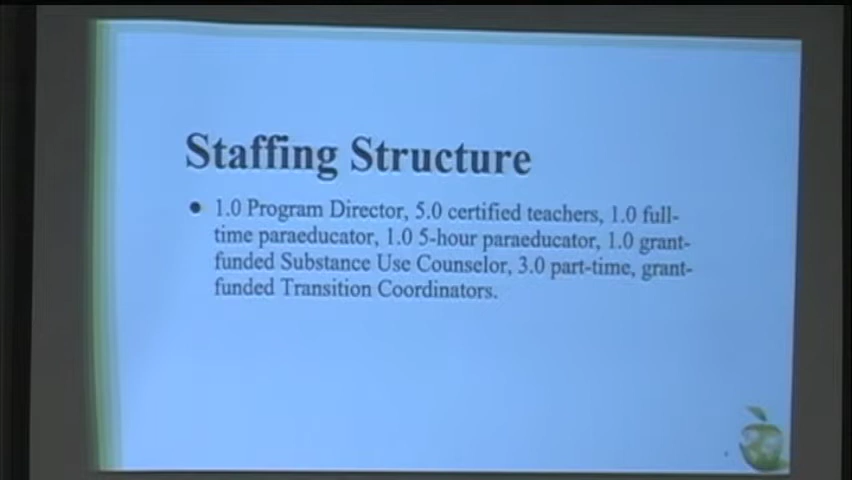 Staffing Structure
● 1.0 Program Director, 5.0 certified teachers, 1.0 full-
time paraeducator, 1.0 5-hour paraeducator, 1.0 grant-
funded Substance Use Counselor, 3.0 part-time, grant-
funded Transition Coordinators.